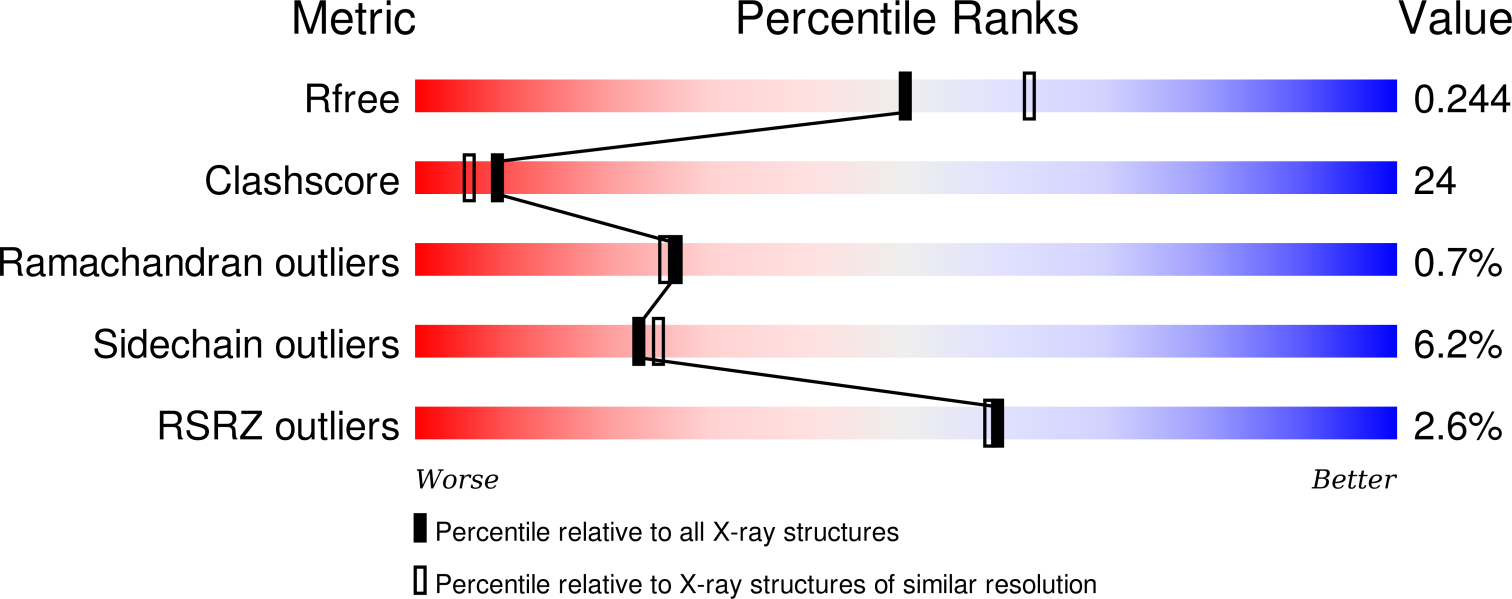 Metric Percentile Ranks Value
Rfree 0.244
Clashscore 24
Ramachandran outliers 0.7%
Sidechain outliers 6.2%
RSRZ outliers 2.6%
Worse Better
Percentile relative to all X-ray structures
Percentile relative to X-ray structures of similar resolution